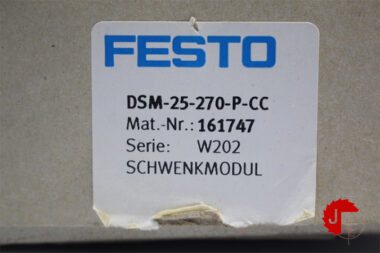 FESTO
DSM-25-270-P-CC
Mat.-Nr.: 161747
Serie: W202
SCHWENKMODUL